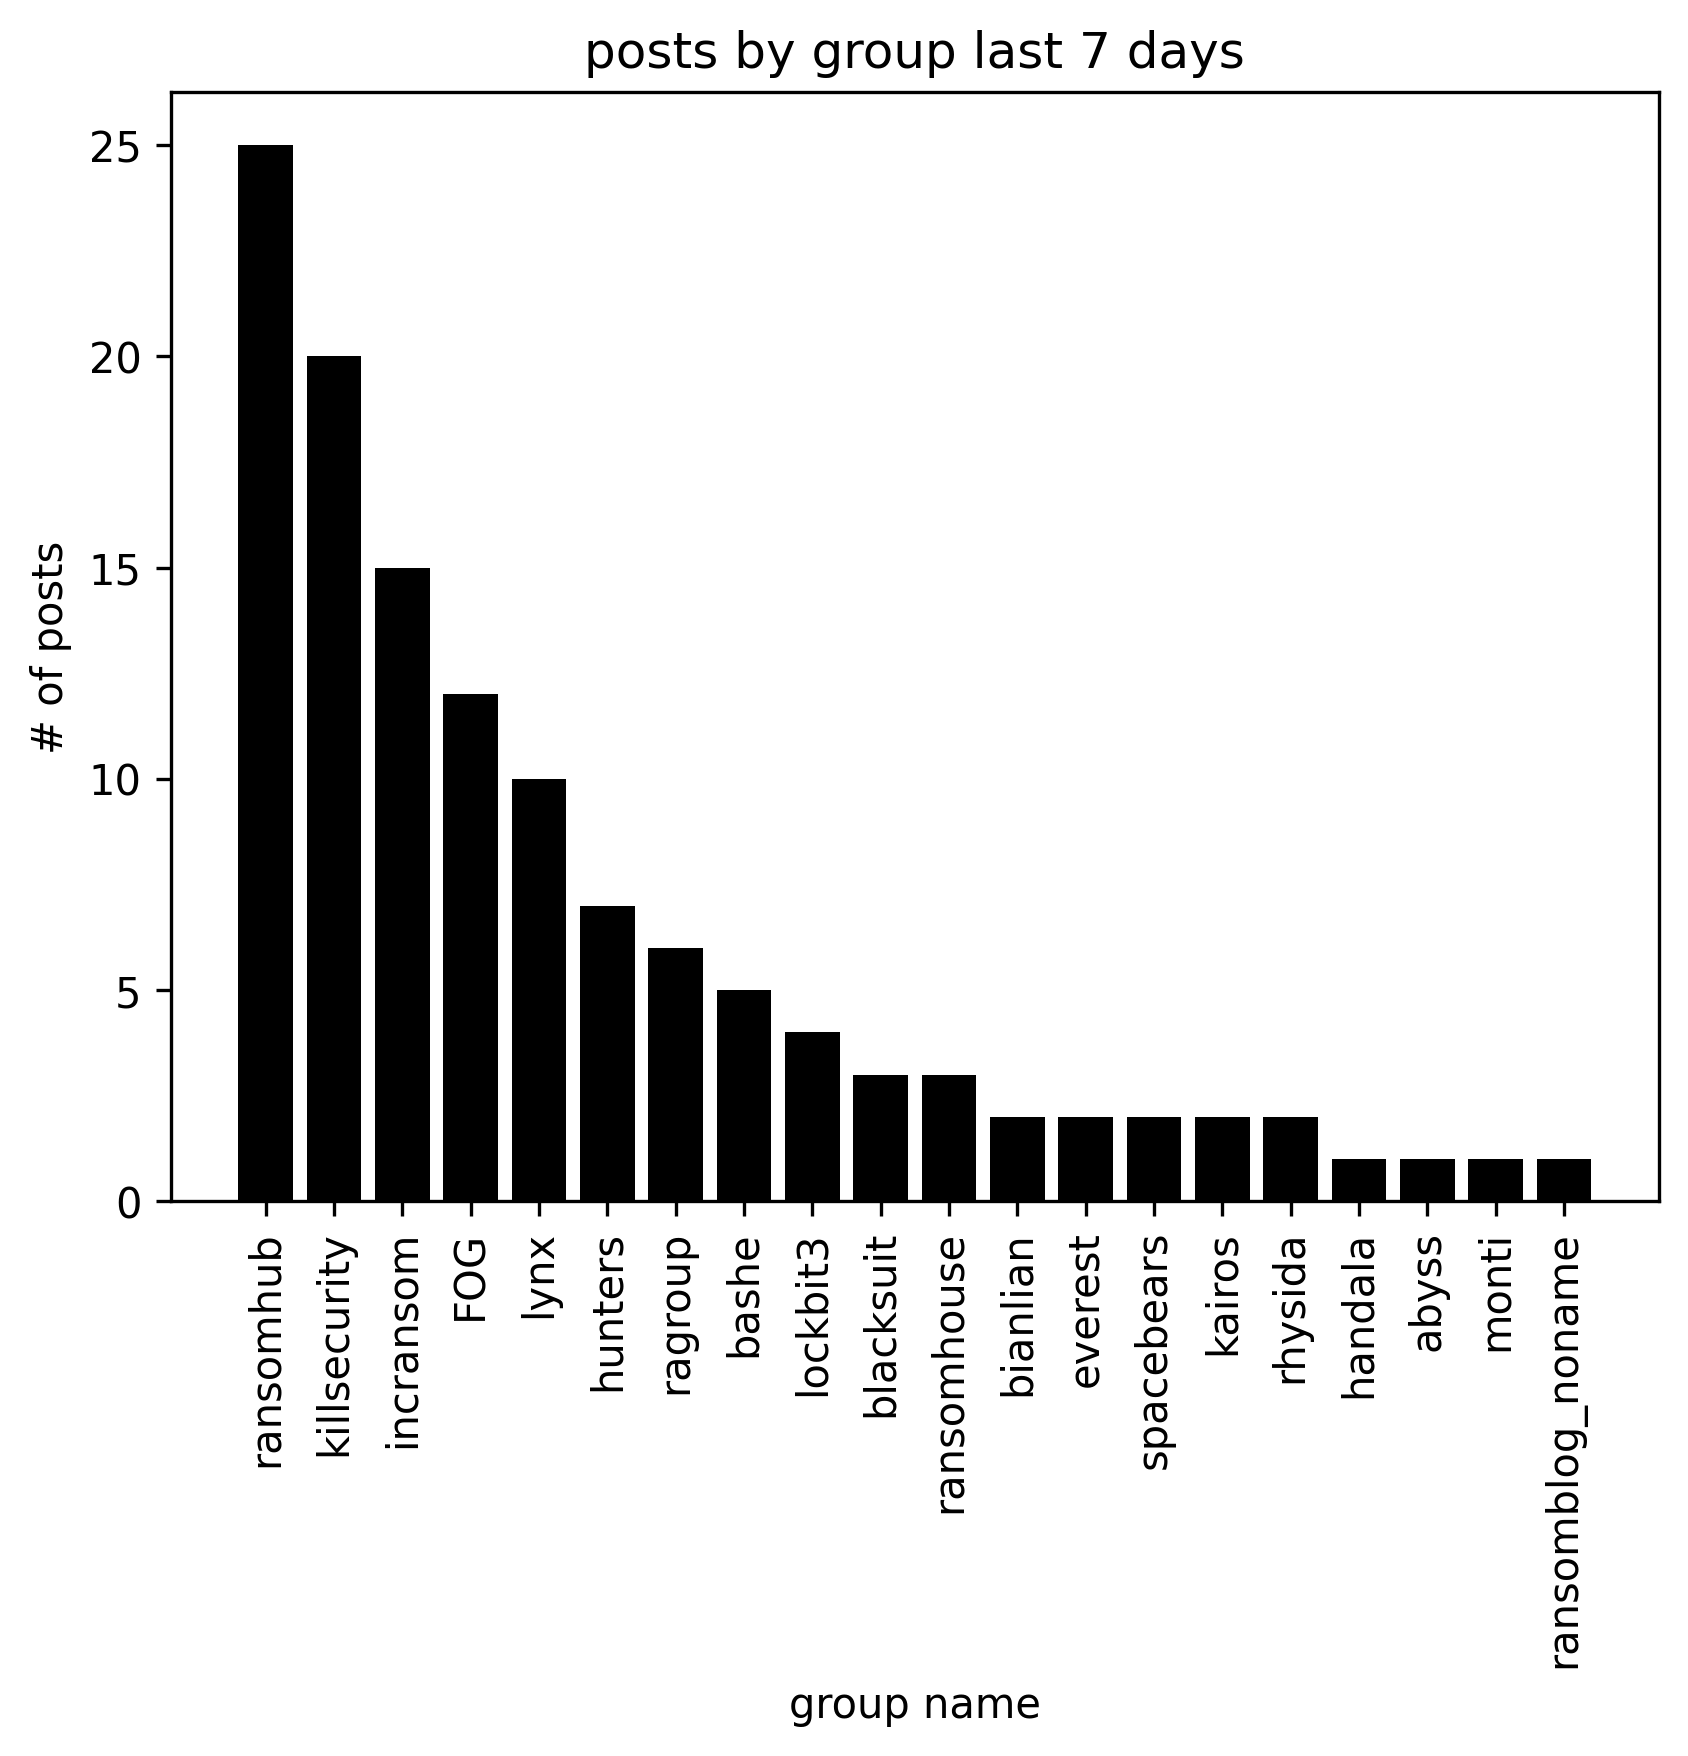 posts by group last 7 days
# of posts
25
20
15
10
5
0
ransomhub
killsecurity
incransom
FOG
lynx
hunters
ragroup
bashe
lockbit3
blacksuit
ransomhouse
bianlian
everest
spacebears
kairos
rhysida
handala
abyss
monti
ransomblog_noname
group name